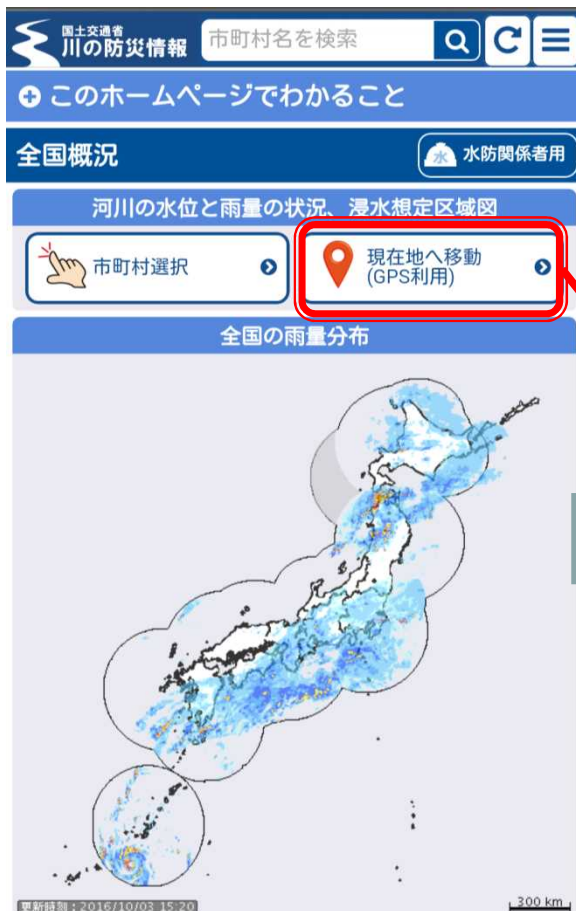 国土交通省
川の防災情報
市町村名を検索
このホームページでわかること
全国概況
水
水防関係者用
河川の水位と雨量の状況、浸水想定区域図
市町村選択
現在地へ移動
(GPS利用)
全国の雨量分布
更新時刻：2016/10/03 15:20
300 km